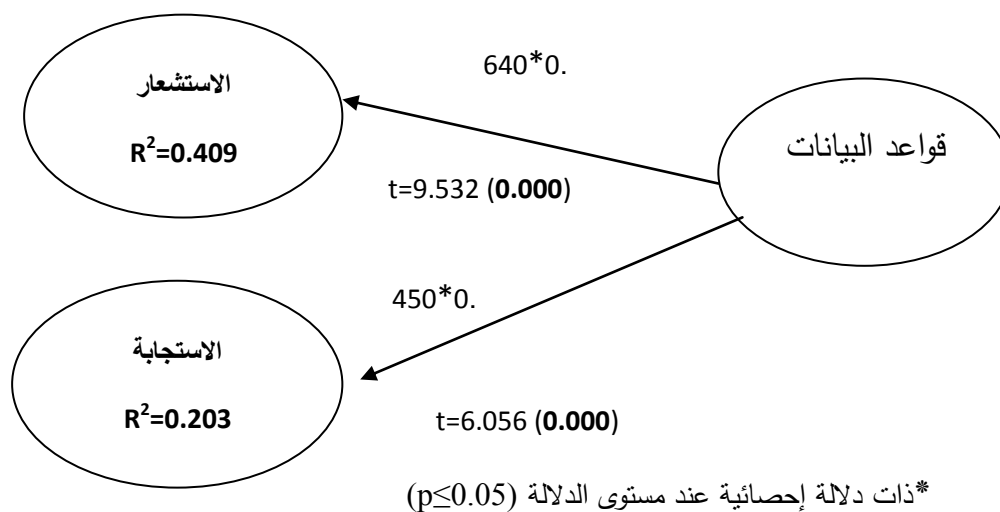 640*0.
الاستشعار
R²=0.409
قواعد البيانات
t=9.532 (0.000)
450*0.
الاستجابة
R²=0.203
t=6.056 (0.000)
*ذات دلالة إحصائية عند مستوى الدلالة (p≤0.05)